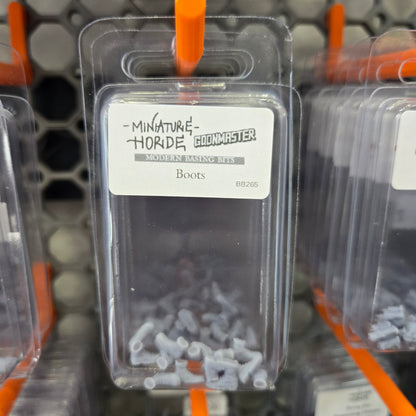 -MINIATURE-
HORDE GOONMASTER
MODERN BASING BITS
Boots
BB265